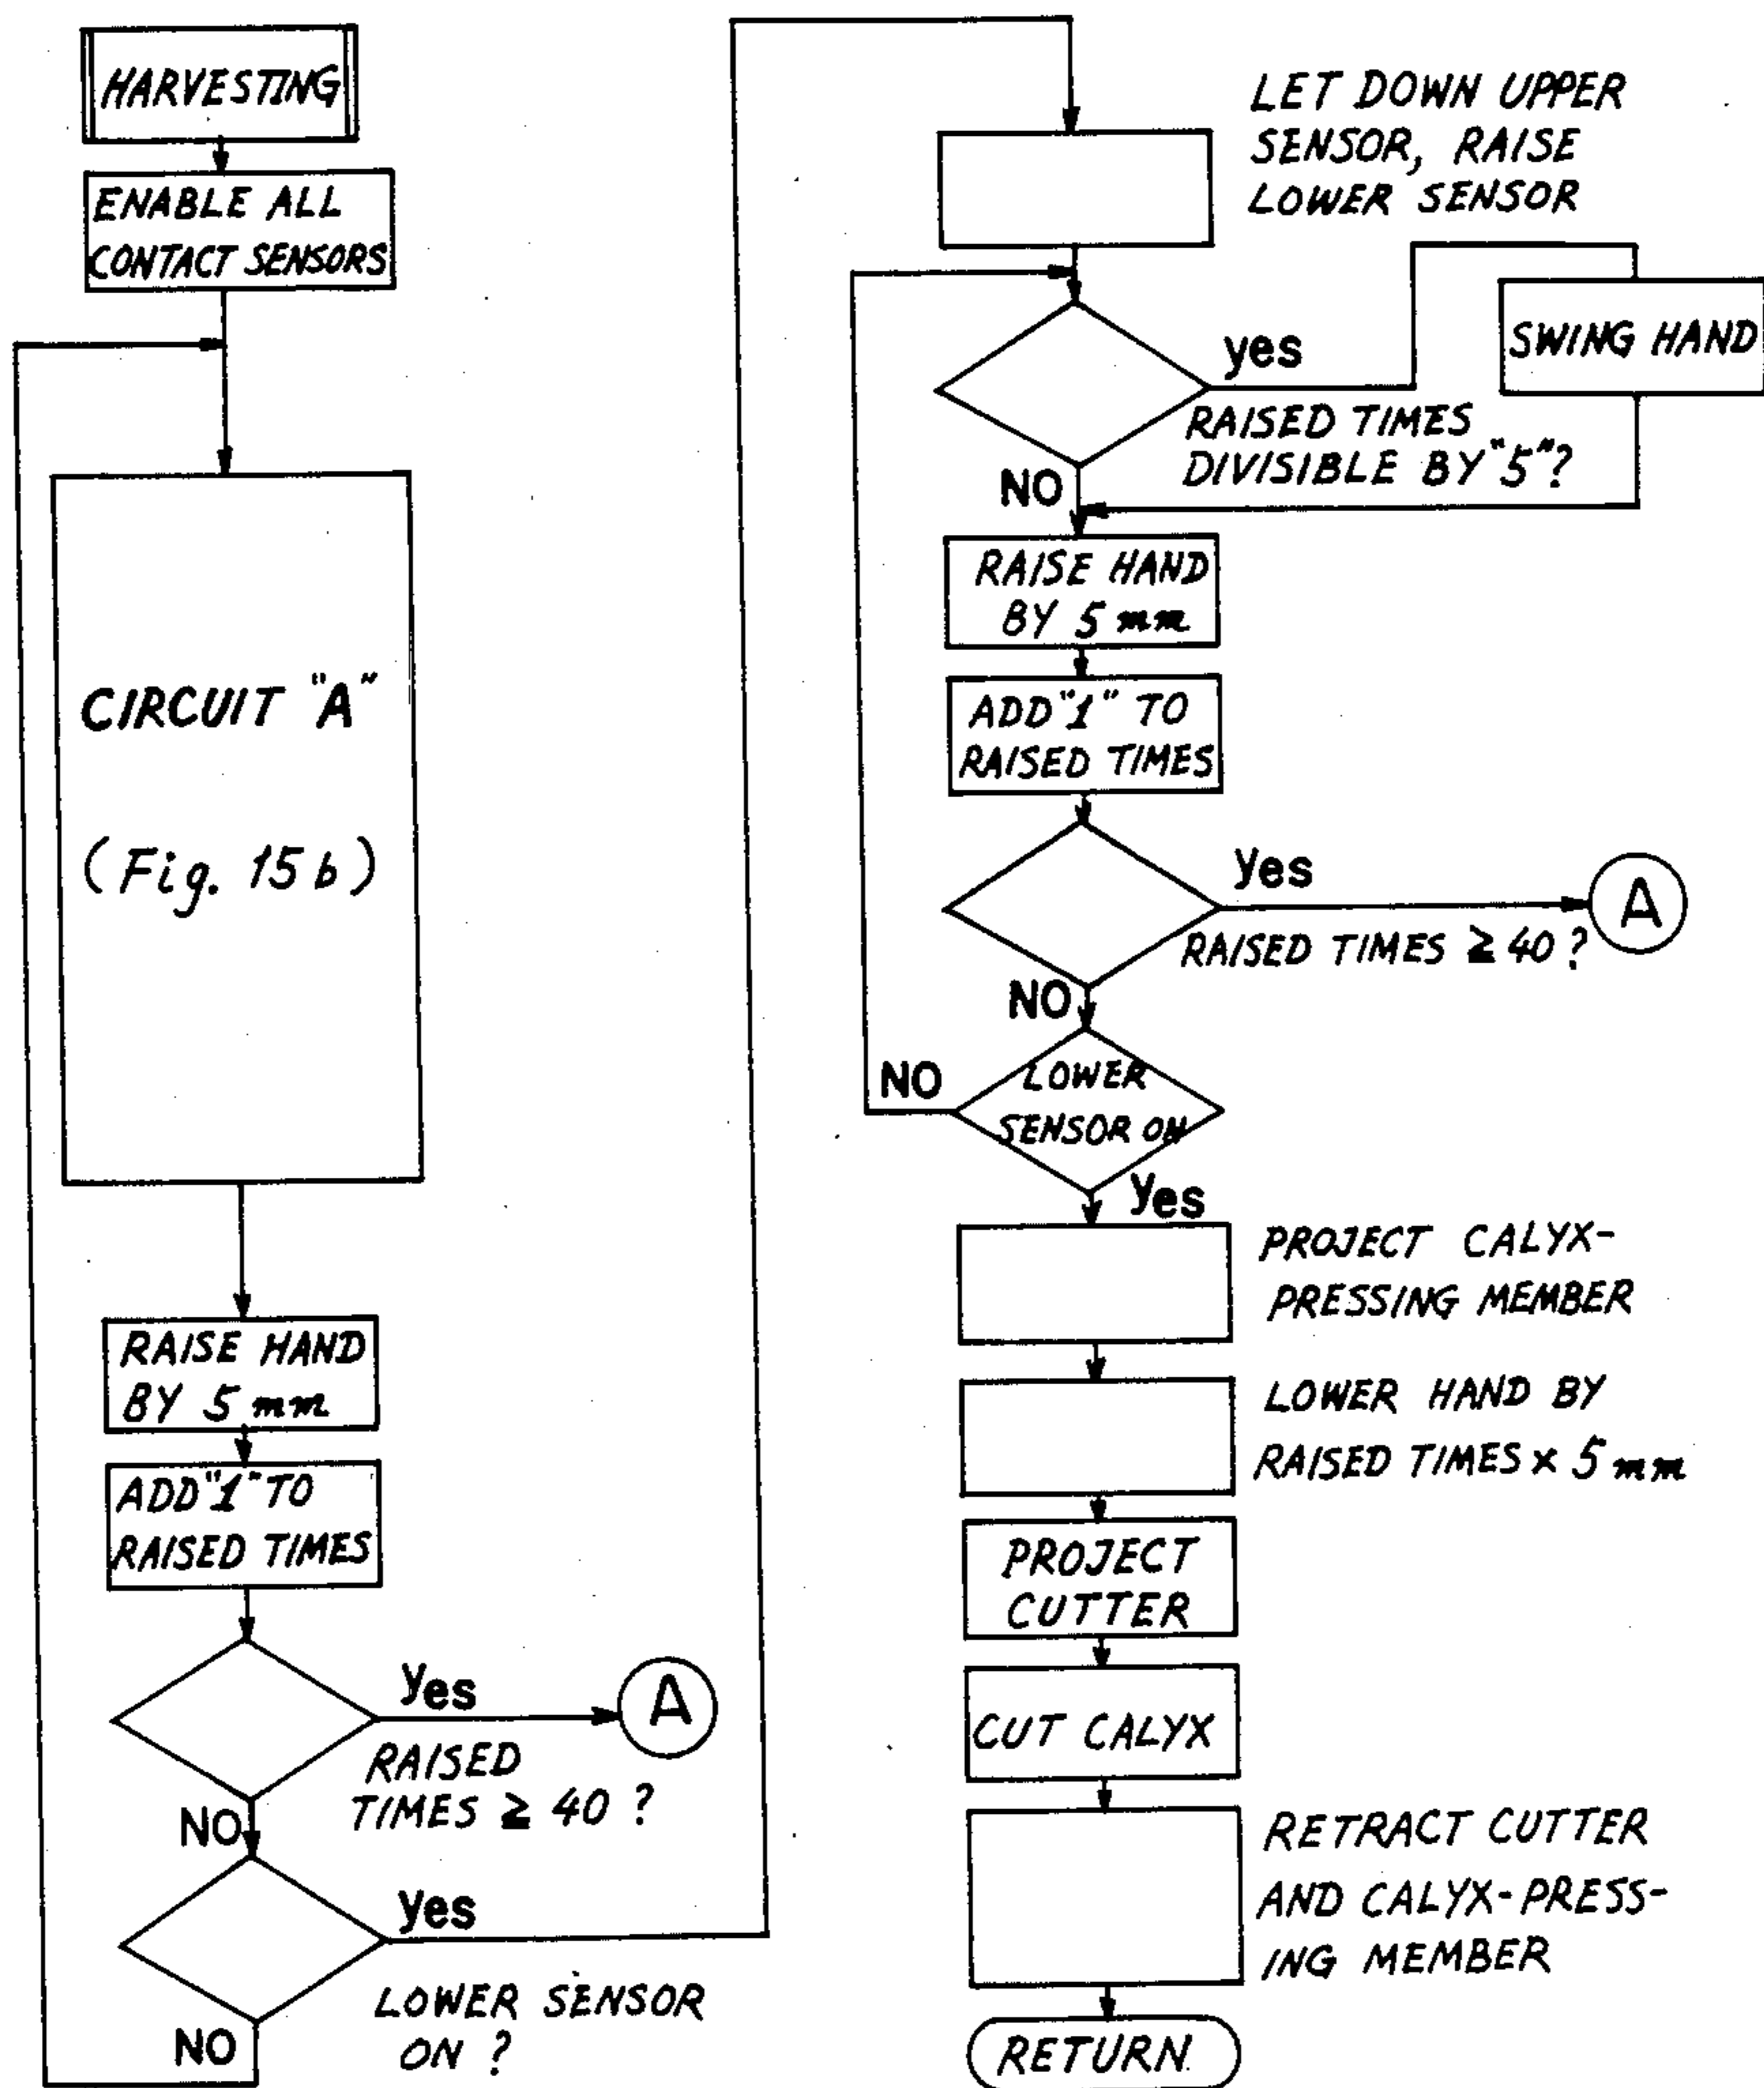 HARVESTING
ENABLE ALL
CONTACT SENSORS
CIRCUIT "A"
(Fig. 15 b)
RAISE HAND
BY 5 mm
ADD "1" TO
RAISED TIMES
Yes
A
RAISED
TIMES ≧ 40 ?
NO
Yes
LOWER SENSOR
ON ?
NO
LET DOWN UPPER
SENSOR, RAISE
LOWER SENSOR
yes
SWING HAND
RAISED TIMES
DIVISIBLE BY "5"?
NO
RAISE HAND
BY 5 mm
ADD "1" TO
RAISED TIMES
Yes
A
RAISED TIMES ≧ 40 ?
NO
NO
LOWER
SENSOR ON
Yes
PROJECT CALYX-
PRESSING MEMBER
LOWER HAND BY
RAISED TIMES × 5 mm
PROJECT
CUTTER
CUT CALYX
RETRACT CUTTER
AND CALYX-PRESS-
ING MEMBER
RETURN